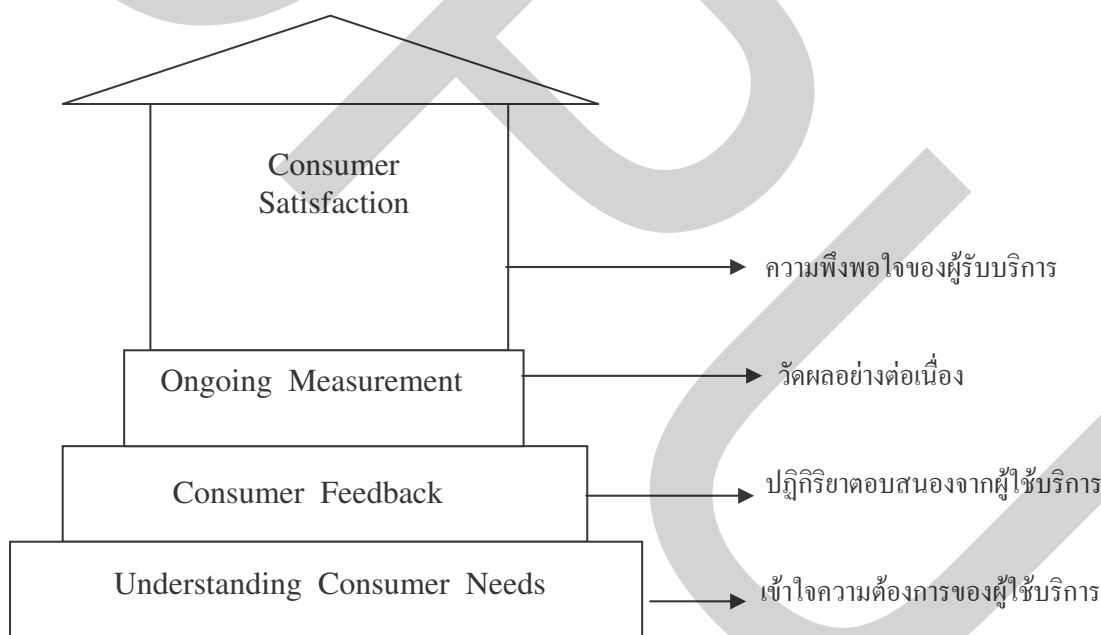 Consumer
Satisfaction
ความพึงพอใจของผู้รับบริการ
Ongoing Measurement
วัดผลอย่างต่อเนื่อง
Consumer Feedback
ปฏิกิริยาตอบสนองจากผู้ใช้บริการ
Understanding Consumer Needs
เข้าใจความต้องการของผู้ใช้บริการ